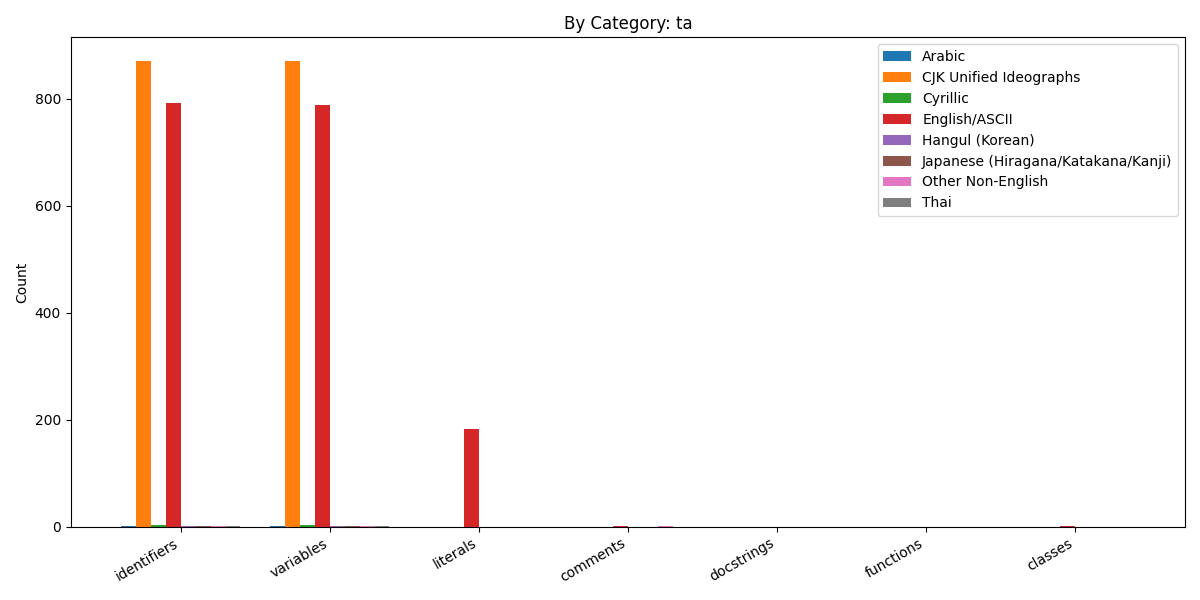 By Category: ta
Arabic
CJK Unified Ideographs
Cyrillic
English/ASCII
Hangul (Korean)
Japanese (Hiragana/Katakana/Kanji)
Other Non-English
Thai
Count
800
600
400
200
0
identifiers
variables
literals
comments
docstrings
functions
classes